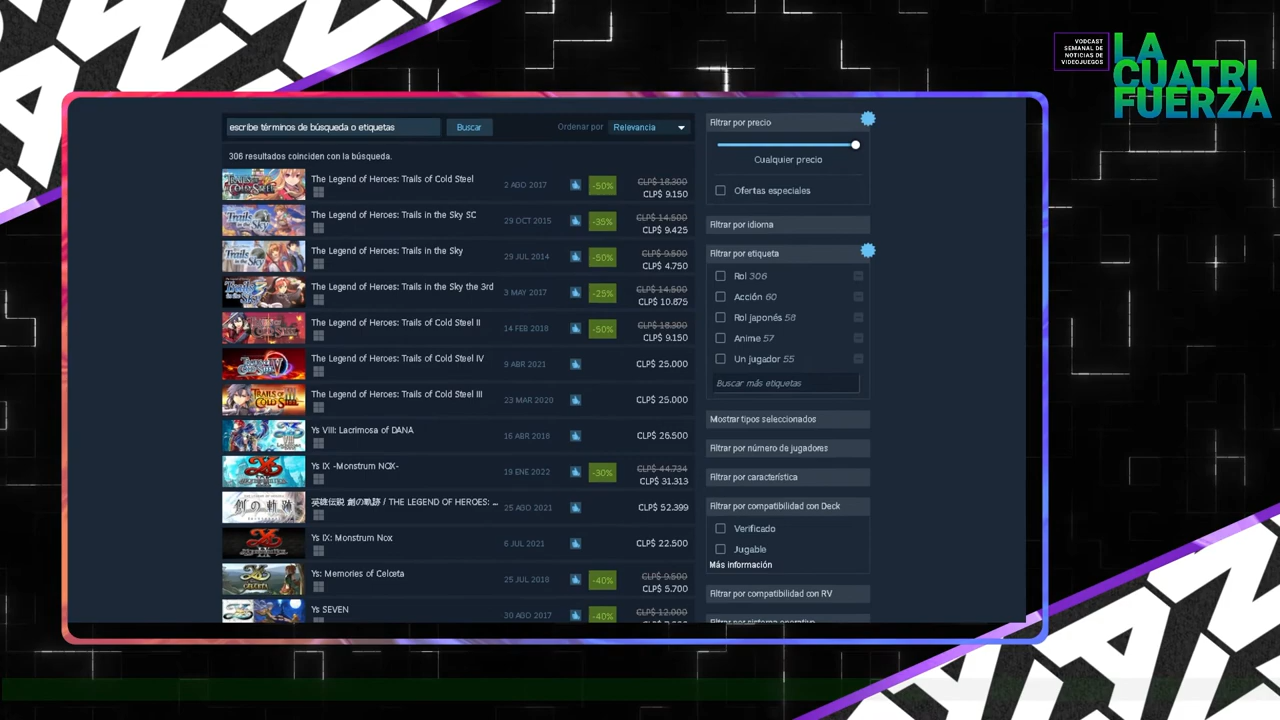 VODCAST
SEMANAL DE
NOTICIAS DE
VIDEOJUEGOS
LA
CUATRI
FUERZA
escribe términos de búsqueda o etiquetas
Buscar
Ordenar por
Relevancia
306 resultados coinciden con la búsqueda.
The Legend of Heroes: Trails of Cold Steel 2 AGO 2017 -50% CLP$ 18.300
CLP$ 9.150
The Legend of Heroes: Trails in the Sky SC 29 OCT 2015 -35% CLP$ 14.500
CLP$ 9.425
The Legend of Heroes: Trails in the Sky 29 JUL 2014 -50% CLP$ 9.500
CLP$ 4.750
The Legend of Heroes: Trails in the Sky the 3rd 3 MAY 2017 -25% CLP$ 14.500
CLP$ 10.875
The Legend of Heroes: Trails of Cold Steel II 14 FEB 2018 -50% CLP$ 18.300
CLP$ 9.150
The Legend of Heroes: Trails of Cold Steel IV 9 ABR 2021 CLP$ 25.000
The Legend of Heroes: Trails of Cold Steel III 23 MAR 2020 CLP$ 25.000
Ys VIII: Lacrimosa of DANA 16 ABR 2018 CLP$ 26.500
Ys IX -Monstrum NOX- 19 ENE 2022 -30% CLP$ 44.734
CLP$ 31.313
英雄伝説 創の軌跡 / THE LEGEND OF HEROES: ... 25 AGO 2021 CLP$ 52.399
Ys IX: Monstrum Nox 6 JUL 2021 CLP$ 22.500
Ys: Memories of Celceta 25 JUL 2018 -40% CLP$ 9.500
CLP$ 5.700
Ys SEVEN 30 AGO 2017 -40% CLP$ 12.000
Filtrar por precio
Cualquier precio
Ofertas especiales
Filtrar por idioma
Filtrar por etiqueta
Rol 306
Acción 60
Rol japonés 58
Anime 57
Un jugador 55
Buscar más etiquetas
Mostrar tipos seleccionados
Filtrar por número de jugadores
Filtrar por característica
Filtrar por compatibilidad con Deck
Verificado
Jugable
Más información
Filtrar por compatibilidad con RV
Filtrar por sistema operativo